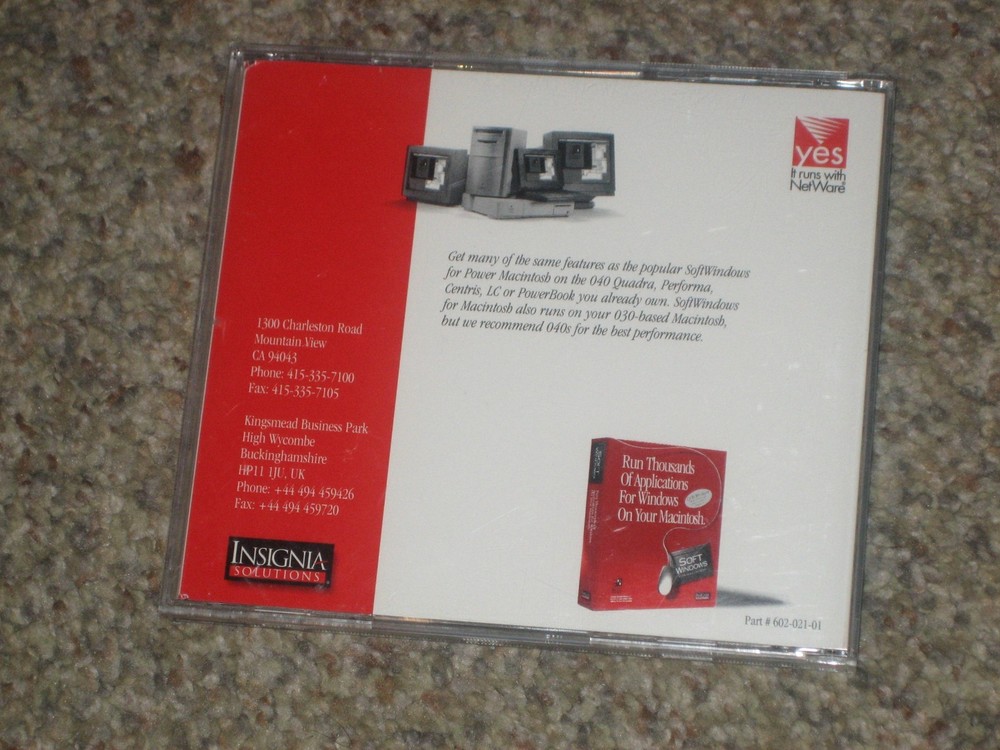 yes
It runs with
NetWare®
Get many of the same features as the popular SoftWindows
for Power Macintosh on the 040 Quadra, Performa,
Centris, LC or PowerBook you already own. SoftWindows
for Macintosh also runs on your 030-based Macintosh,
but we recommend 040s for the best performance.
1300 Charleston Road
Mountain View
CA 94043
Phone: 415-335-7100
Fax: 415-335-7105
Kingsmead Business Park
High Wycombe
Buckinghamshire
HP11 1JU, UK
Phone: +44 494 459426
Fax: +44 494 459720
INSIGNIA
SOLUTIONS
Run Thousands
Of Applications
For Windows
On Your Macintosh.
SOFT
WINDOWS
Part # 602-021-01